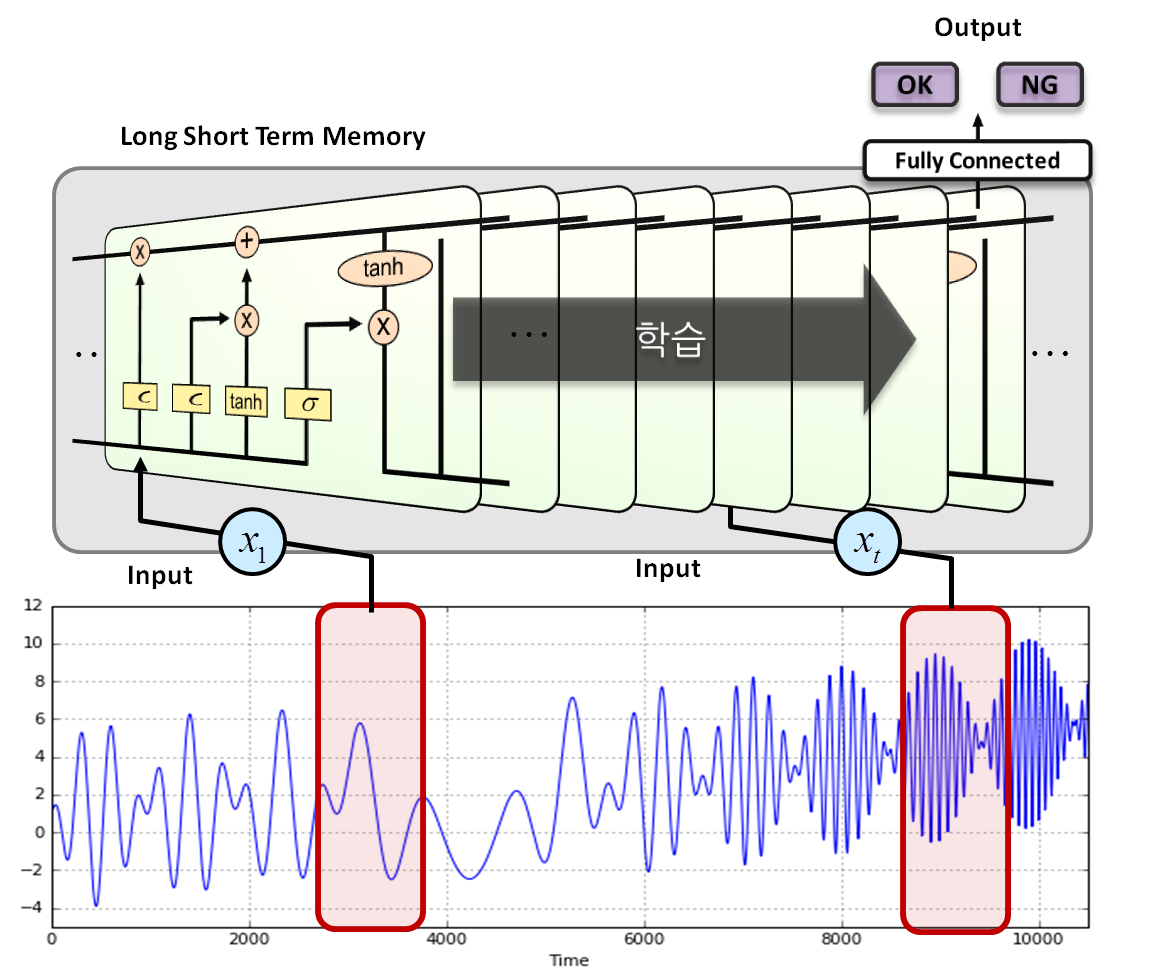 Output
OK
NG
Long Short Term Memory
Fully Connected
x
+
tanh
x
x
...
학습
..
...
tanh
σ
x₁
xₜ
Input
Input
12
10
8
6
4
2
0
−2
−4
0
2000
4000
6000
8000
10000
Time